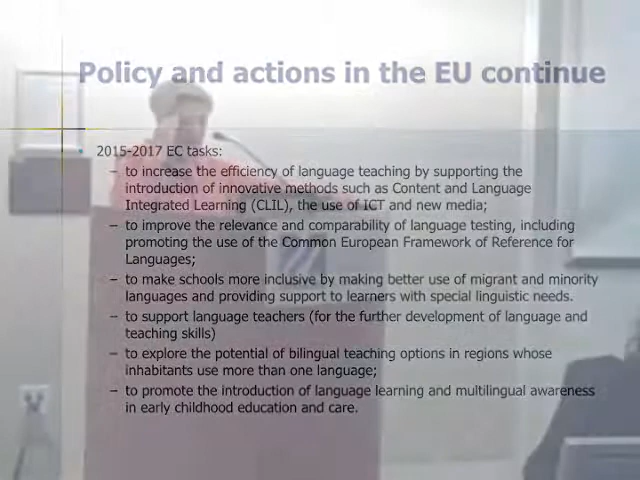 Policy and actions in the EU continue
• 2015-2017 EC tasks:
– to increase the efficiency of language teaching by supporting the
introduction of innovative methods such as Content and Language
Integrated Learning (CLIL), the use of ICT and new media;
– to improve the relevance and comparability of language testing, including
promoting the use of the Common European Framework of Reference for
Languages;
– to make schools more inclusive by making better use of migrant and minority
languages and providing support to learners with special linguistic needs.
– to support language teachers (for the further development of language and
teaching skills)
– to explore the potential of bilingual teaching options in regions whose
inhabitants use more than one language;
– to promote the introduction of language learning and multilingual awareness
in early childhood education and care.